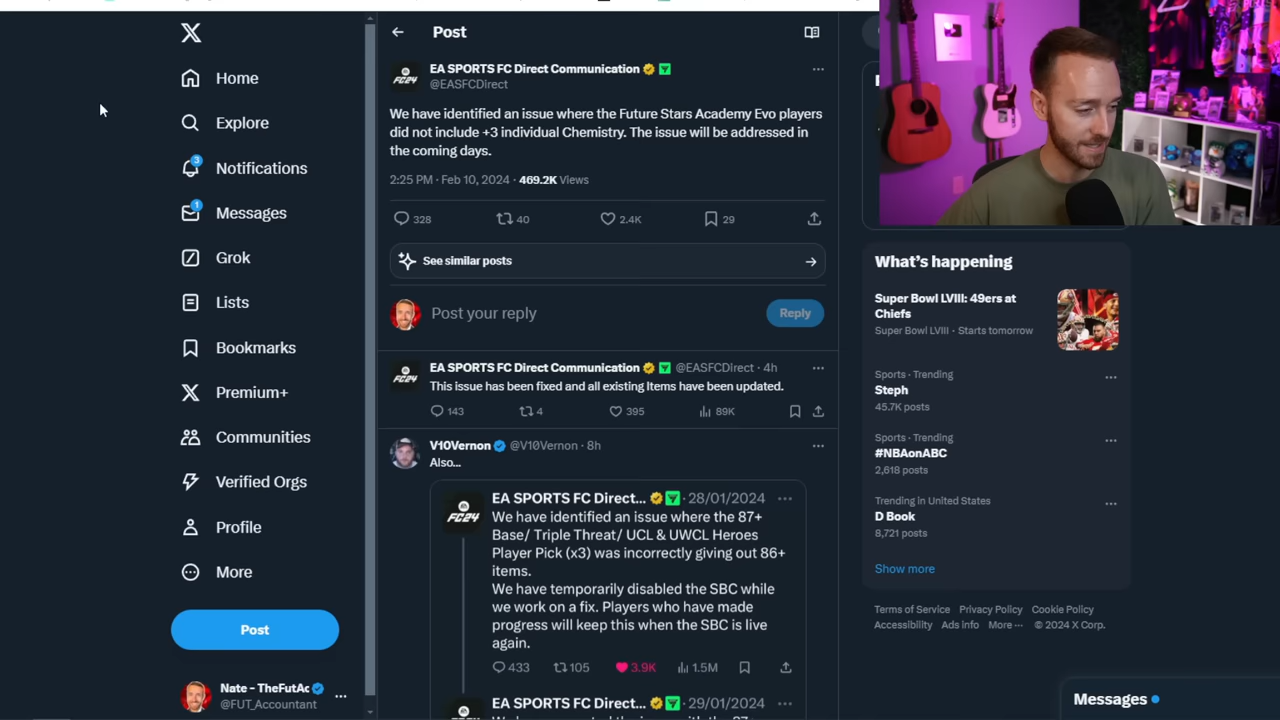 Post
EA SPORTS FC Direct Communication
@EASFCDirect
We have identified an issue where the Future Stars Academy Evo players
did not include +3 individual Chemistry. The issue will be addressed in
the coming days.
2:25 PM · Feb 10, 2024 · 469.2K Views
328 40 2.4K 29
See similar posts
Post your reply
Reply
EA SPORTS FC Direct Communication @EASFCDirect · 4h
This issue has been fixed and all existing Items have been updated.
143 4 395 89K
V10Vernon @V10Vernon · 8h
Also...
EA SPORTS FC Direct... · 28/01/2024
We have identified an issue where the 87+
Base/ Triple Threat/ UCL & UWCL Heroes
Player Pick (x3) was incorrectly giving out 86+
items.
We have temporarily disabled the SBC while
we work on a fix. Players who have made
progress will keep this when the SBC is live
again.
433 105 3.9K 1.5M
EA SPORTS FC Direct... · 29/01/2024
Home
Explore
3
Notifications
1
Messages
Grok
Lists
Bookmarks
Premium+
Communities
Verified Orgs
Profile
More
Post
Nate - TheFutAc
@FUT_Accountant
What's happening
Super Bowl LVIII: 49ers at
Chiefs
Super Bowl LVIII · Starts tomorrow
Sports · Trending
Steph
45.7K posts
Sports · Trending
#NBAonABC
2,618 posts
Trending in United States
D Book
8,721 posts
Show more
Terms of Service Privacy Policy Cookie Policy
Accessibility Ads info More ··· © 2024 X Corp.
Messages